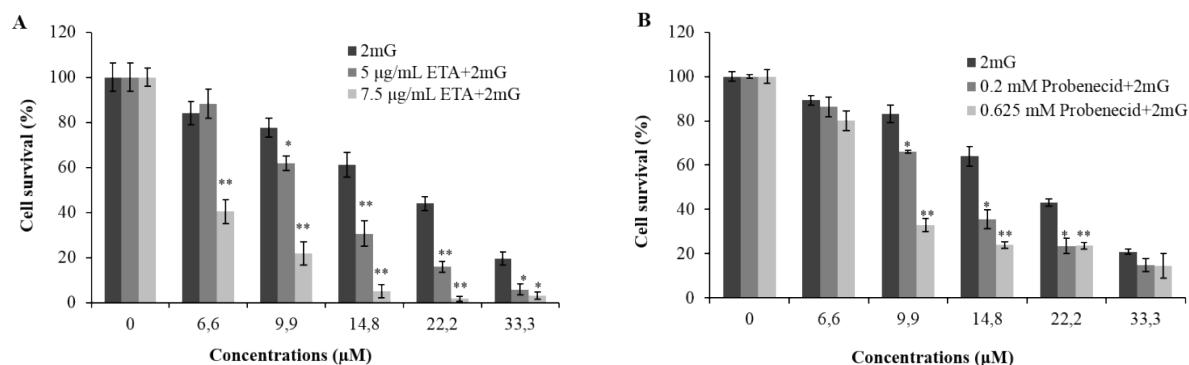 A
120
100
80
60
40
20
0
Cell survival (%)
2mG
5 µg/mL ETA+2mG
7.5 µg/mL ETA+2mG
**
*
**
**
**
**
**
*
*
0 6,6 9,9 14,8 22,2 33,3
Concentrations (µM)
B
120
100
80
60
40
20
0
Cell survival (%)
2mG
0.2 mM Probenecid+2mG
0.625 mM Probenecid+2mG
*
**
*
**
*
**
0 6,6 9,9 14,8 22,2 33,3
Concentrations (µM)